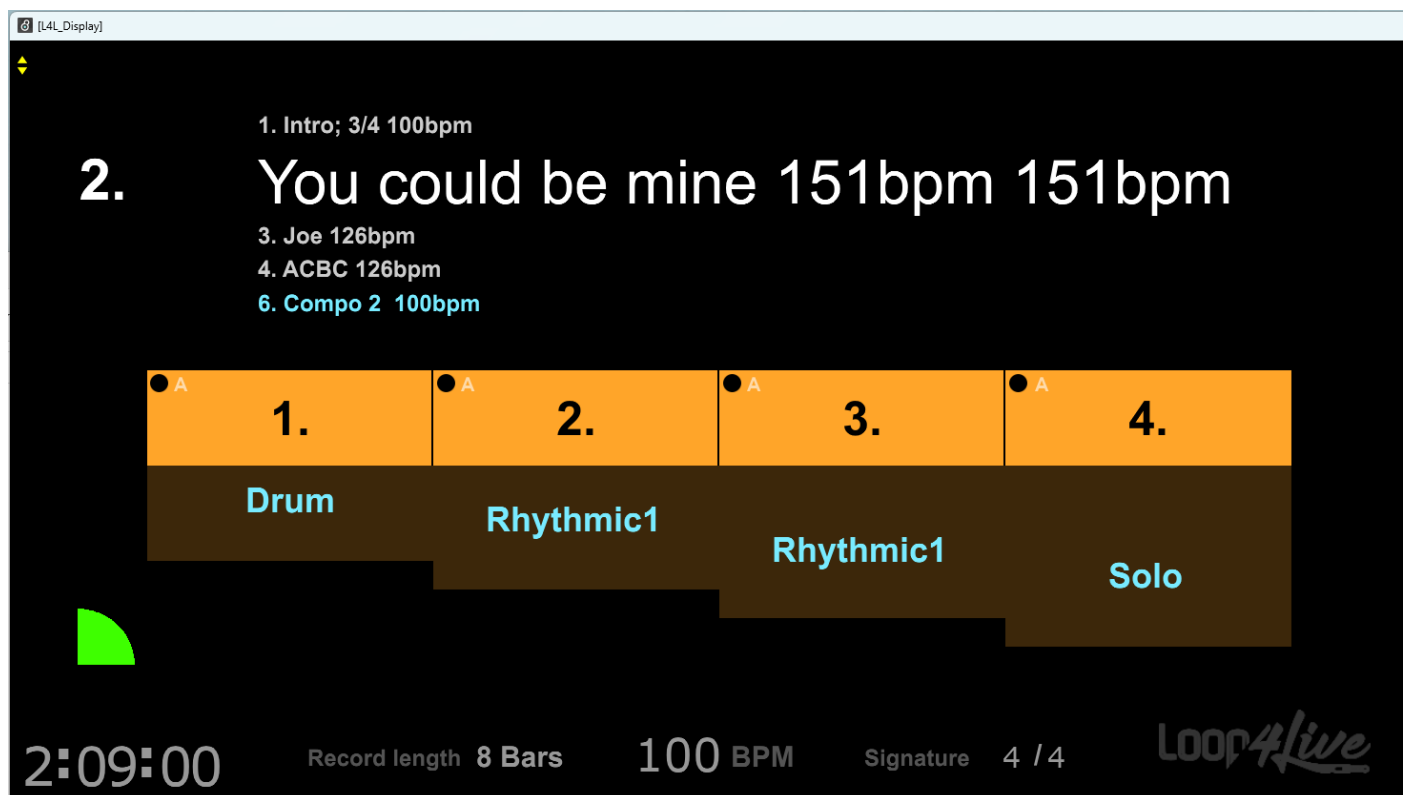 [L4L_Display]
1. Intro; 3/4 100bpm
2. You could be mine 151bpm 151bpm
3. Joe 126bpm
4. ACBC 126bpm
6. Compo 2  100bpm
A A A A
1. 2. 3. 4.
Drum Rhythmic1 Rhythmic1 Solo
2:09:00 Record length 8 Bars 100 BPM Signature 4 / 4 Loop4Live